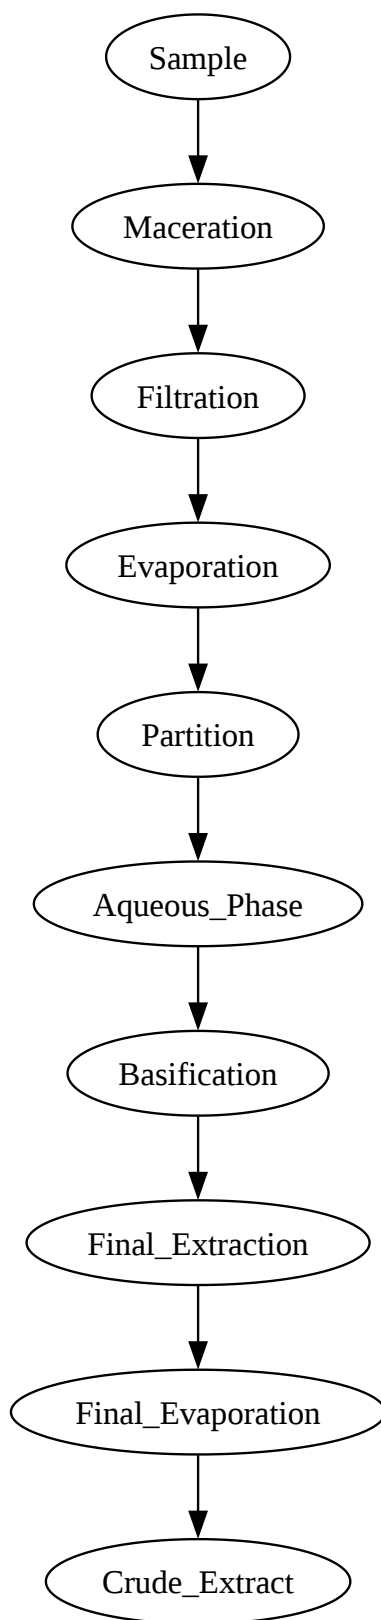 Sample
Maceration
Filtration
Evaporation
Partition
Aqueous_Phase
Basification
Final_Extraction
Final_Evaporation
Crude_Extract